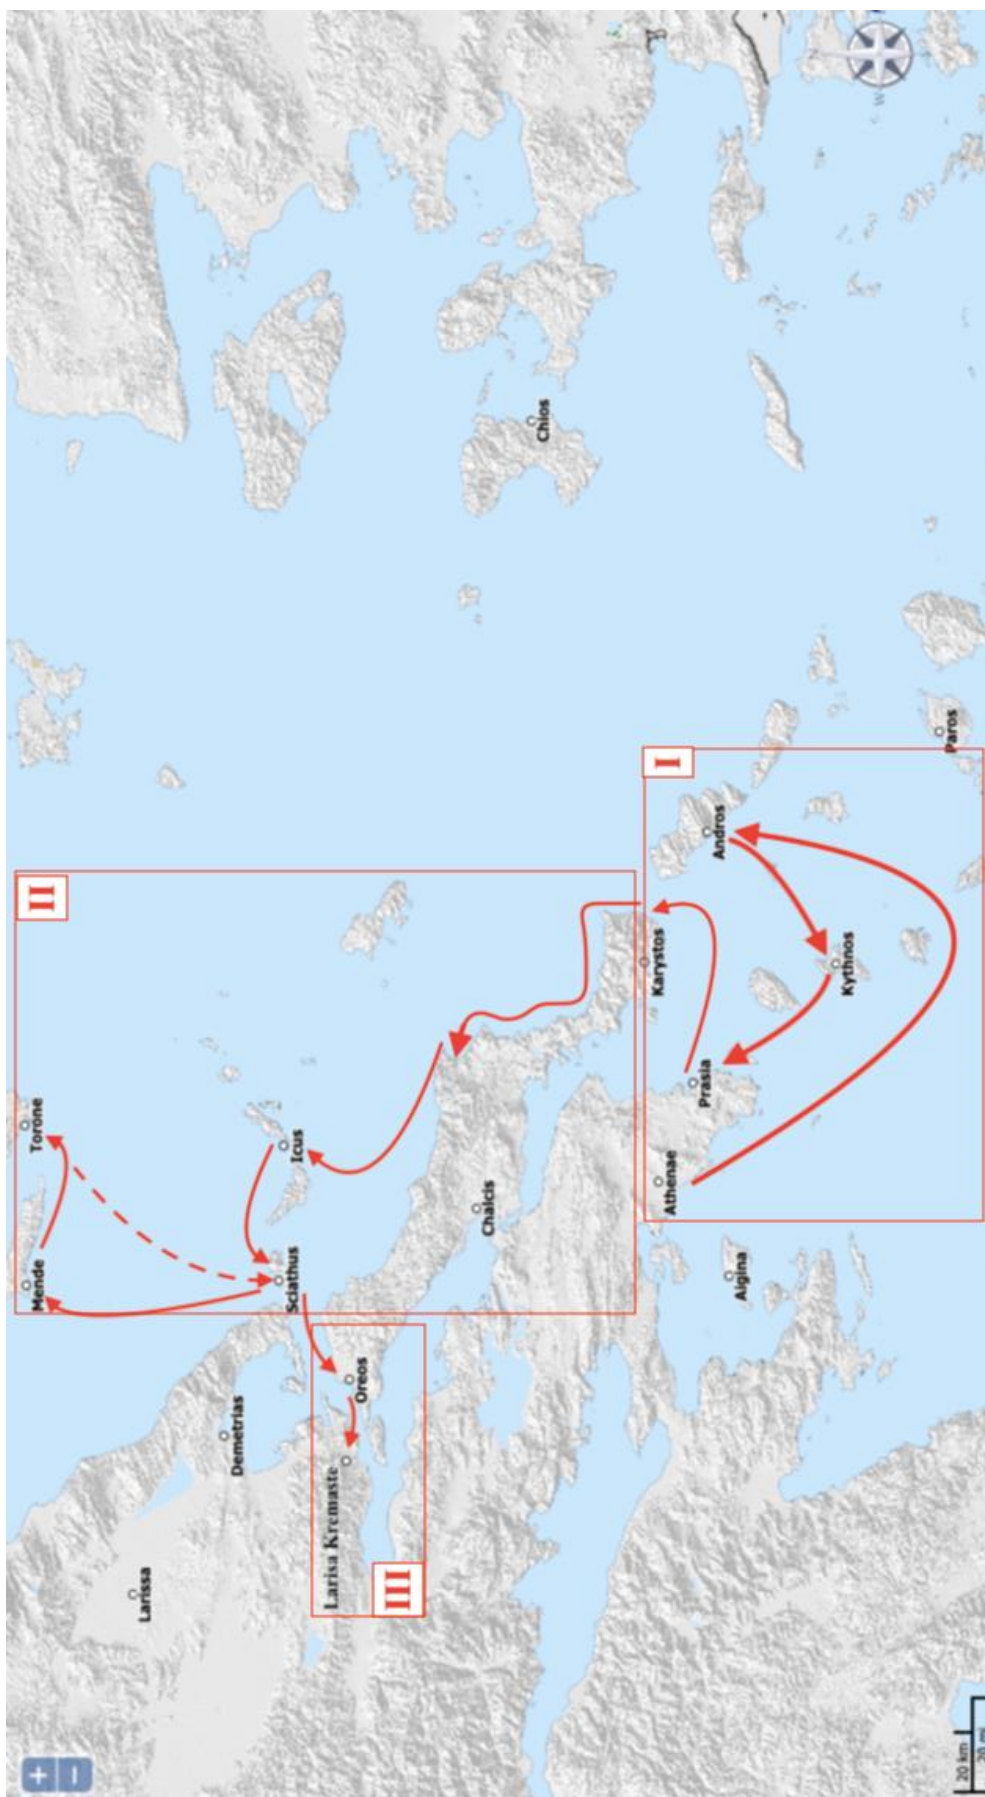 +
−
Mende
Torone
II
Larissa
Demetrias
Sciathus
Icus
Larisa Kremaste
Oreos
III
Chalcis
Chios
Athenae
Karystos
I
Prasia
Andros
Aigina
Kythnos
Paros
W
20 km